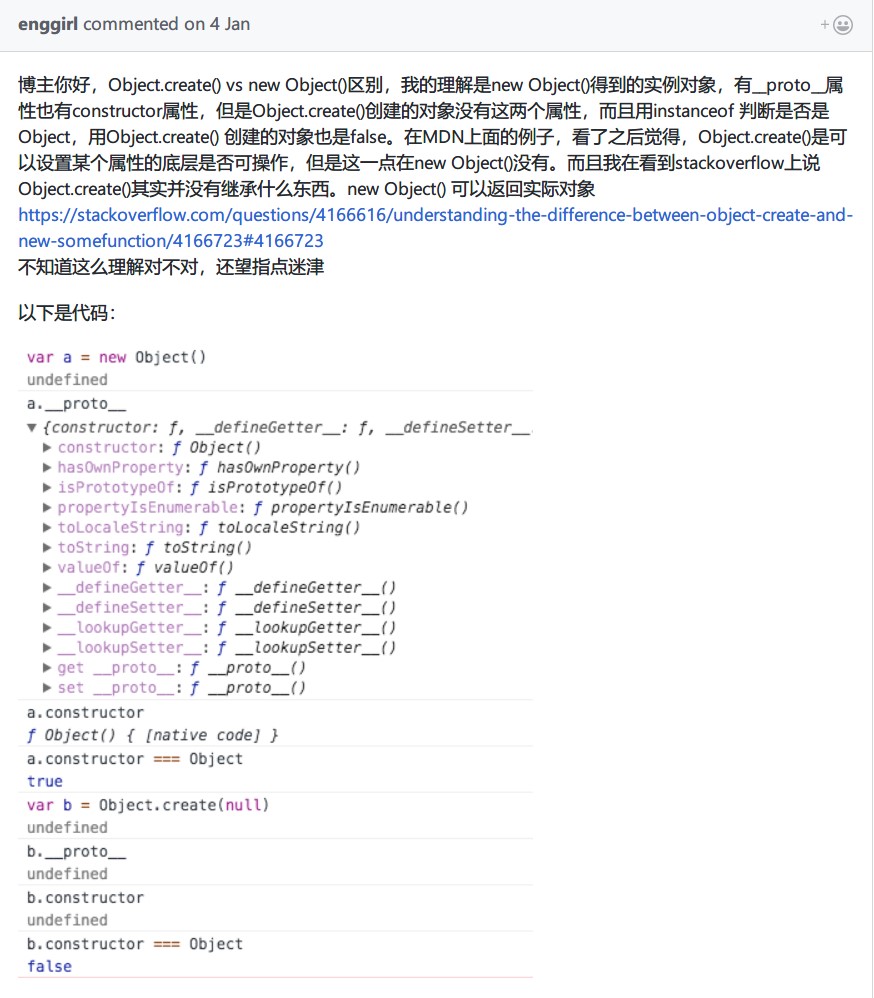 enggirl commented on 4 Jan
博主你好，Object.create() vs new Object()区别，我的理解是new Object()得到的实例对象，有__proto__属
性也有constructor属性，但是Object.create()创建的对象没有这两个属性，而且用instanceof 判断是否是
Object，用Object.create() 创建的对象也是false。在MDN上面的例子，看了之后觉得，Object.create()是可
以设置某个属性的底层是否可操作，但是这一点在new Object()没有。而且我在看到stackoverflow上说
Object.create()其实并没有继承什么东西。new Object() 可以返回实际对象
https://stackoverflow.com/questions/4166616/understanding-the-difference-between-object-create-and-
new-somefunction/4166723#4166723
不知道这么理解对不对，还望指点迷津
以下是代码：
var a = new Object()
undefined
a.__proto__
▼ {constructor: ƒ, __defineGetter__: ƒ, __defineSetter__
▶ constructor: ƒ Object()
▶ hasOwnProperty: ƒ hasOwnProperty()
▶ isPrototypeOf: ƒ isPrototypeOf()
▶ propertyIsEnumerable: ƒ propertyIsEnumerable()
▶ toLocaleString: ƒ toLocaleString()
▶ toString: ƒ toString()
▶ valueOf: ƒ valueOf()
▶ __defineGetter__: ƒ __defineGetter__()
▶ __defineSetter__: ƒ __defineSetter__()
▶ __lookupGetter__: ƒ __lookupGetter__()
▶ __lookupSetter__: ƒ __lookupSetter__()
▶ get __proto__: ƒ __proto__()
▶ set __proto__: ƒ __proto__()
a.constructor
ƒ Object() { [native code] }
a.constructor === Object
true
var b = Object.create(null)
undefined
b.__proto__
undefined
b.constructor
undefined
b.constructor === Object
false